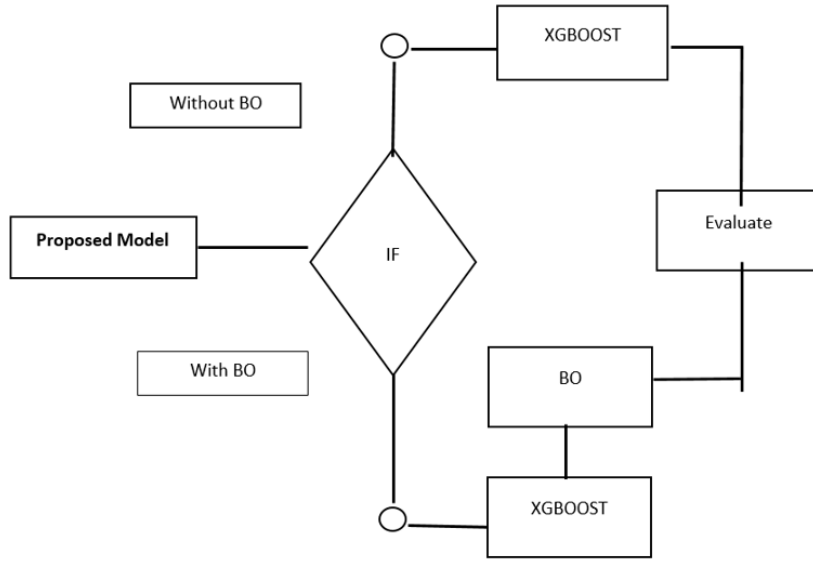 XGBOOST
Without BO
Proposed Model
IF
Evaluate
With BO
BO
XGBOOST